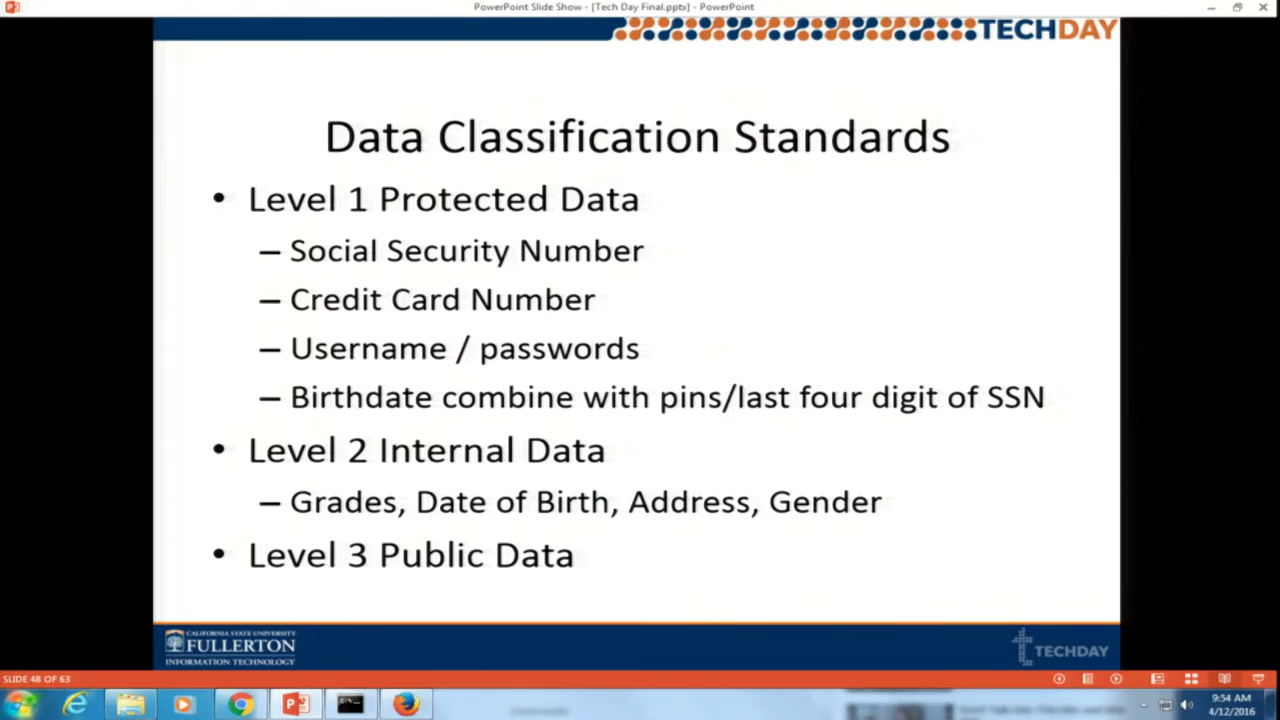 PowerPoint Slide Show - [Tech Day Final.pptx] - PowerPoint
TECHDAY
Data Classification Standards
• Level 1 Protected Data
– Social Security Number
– Credit Card Number
– Username / passwords
– Birthdate combine with pins/last four digit of SSN
• Level 2 Internal Data
– Grades, Date of Birth, Address, Gender
• Level 3 Public Data
CALIFORNIA STATE UNIVERSITY
FULLERTON
INFORMATION TECHNOLOGY
TECHDAY
SLIDE 48 OF 63
9:54 AM
4/12/2016